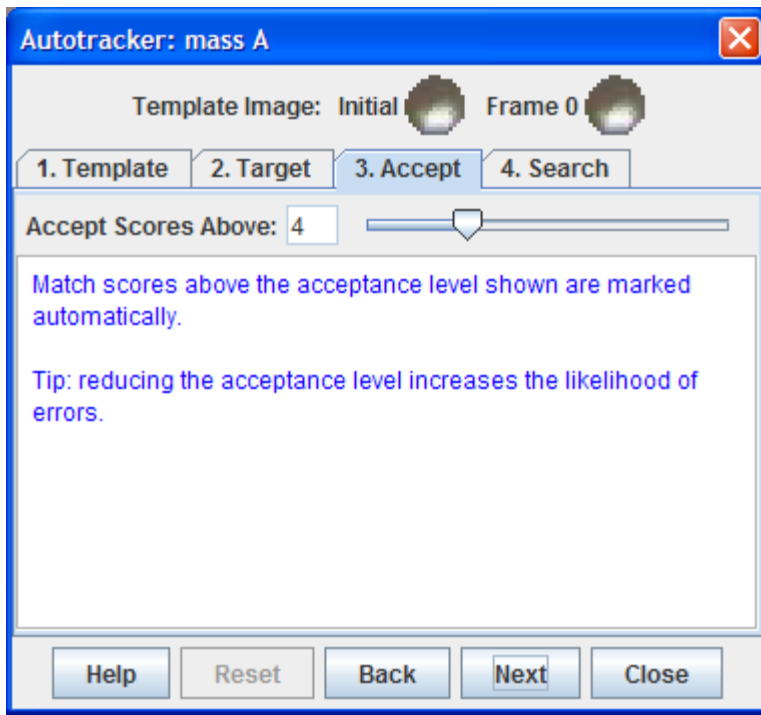 Autotracker: mass A
Template Image: Initial Frame 0
1. Template 2. Target 3. Accept 4. Search
Accept Scores Above: 4
Match scores above the acceptance level shown are marked
automatically.
Tip: reducing the acceptance level increases the likelihood of
errors.
Help Reset Back Next Close